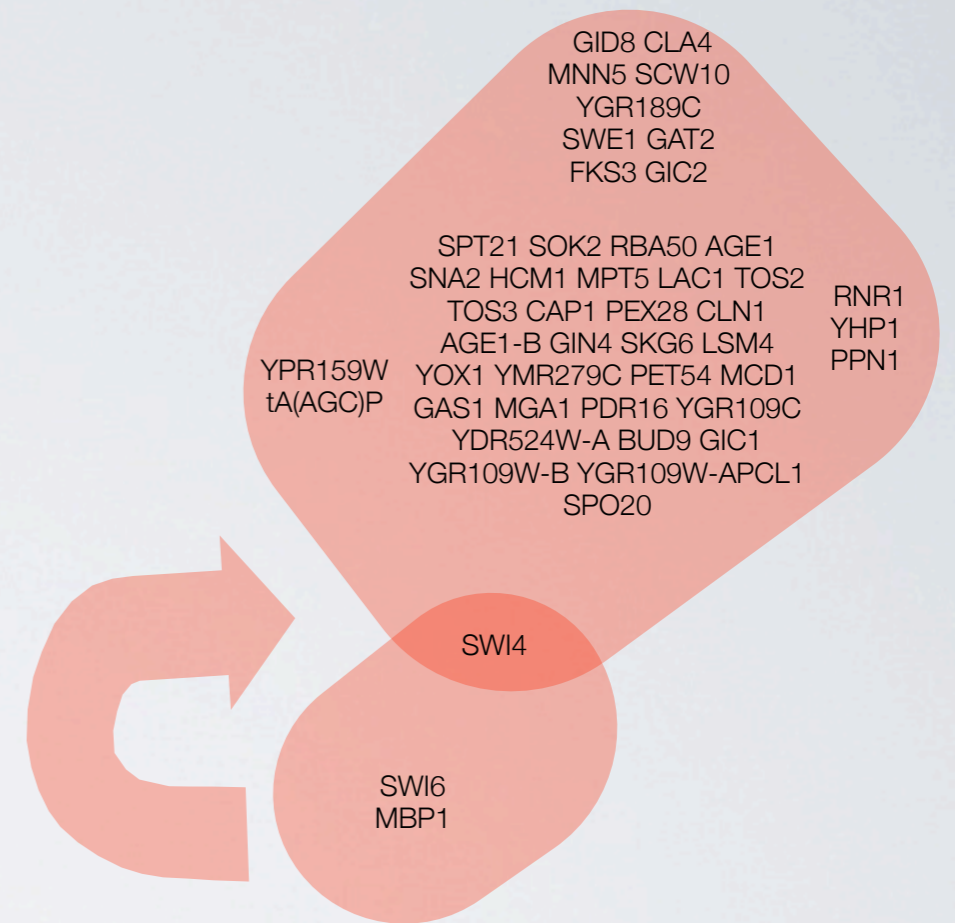 GID8 CLA4
MNN5 SCW10
YGR189C
SWE1 GAT2
FKS3 GIC2
SPT21 SOK2 RBA50 AGE1
SNA2 HCM1 MPT5 LAC1 TOS2
TOS3 CAP1 PEX28 CLN1
AGE1-B GIN4 SKG6 LSM4
YOX1 YMR279C PET54 MCD1
GAS1 MGA1 PDR16 YGR109C
YDR524W-A BUD9 GIC1
YGR109W-B YGR109W-APCL1
SPO20
RNR1
YHP1
PPN1
YPR159W
tA(AGC)P
SWI4
SWI6
MBP1